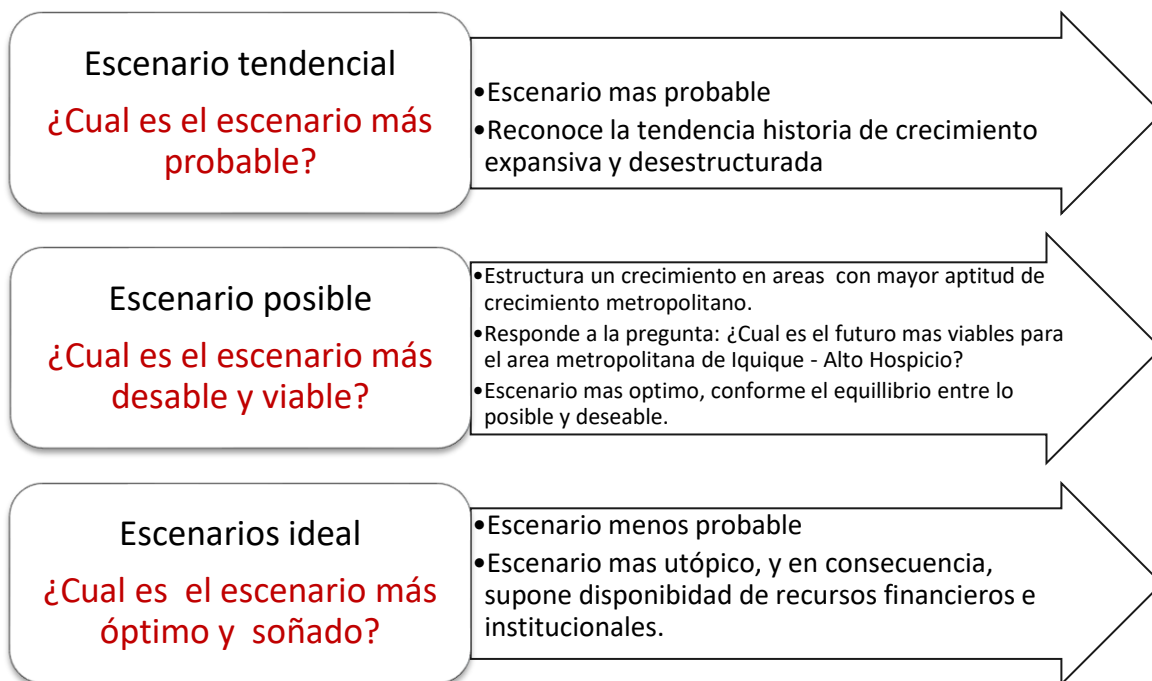 Escenario tendencial
¿Cual es el escenario más
probable?
•Escenario mas probable
•Reconoce la tendencia historia de crecimiento
expansiva y desestructurada
Escenario posible
¿Cual es el escenario más
desable y viable?
•Estructura un crecimiento en areas con mayor aptitud de
crecimiento metropolitano.
•Responde a la pregunta: ¿Cual es el futuro mas viables para
el area metropolitana de Iquique - Alto Hospicio?
•Escenario mas optimo, conforme el equillibrio entre lo
posible y deseable.
Escenarios ideal
¿Cual es el escenario más
óptimo y soñado?
•Escenario menos probable
•Escenario mas utópico, y en consecuencia,
supone disponibidad de recursos financieros e
institucionales.